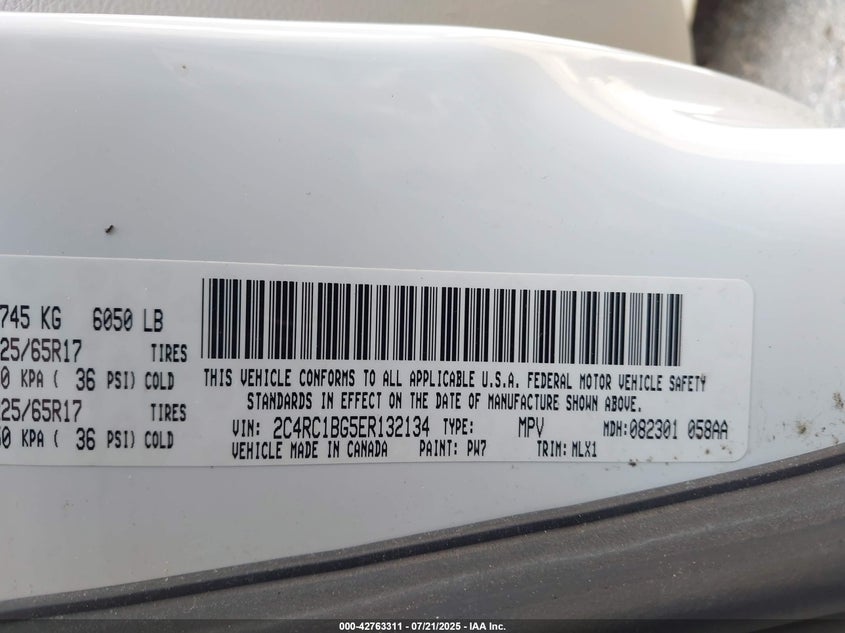 745 KG 6050 LB
25/65R17 TIRES
0 KPA ( 36 PSI) COLD
25/65R17 TIRES
50 KPA ( 36 PSI) COLD
THIS VEHICLE CONFORMS TO ALL APPLICABLE U.S.A. FEDERAL MOTOR VEHICLE SAFETY
STANDARDS IN EFFECT ON THE DATE OF MANUFACTURE SHOWN ABOVE.
VIN: 2C4RC1BG5ER132134 TYPE: MPV MDH:082301 058AA
VEHICLE MADE IN CANADA PAINT: PW7 TRIM: MLX1
000-42763311 - 07/21/2025 - IAA Inc.